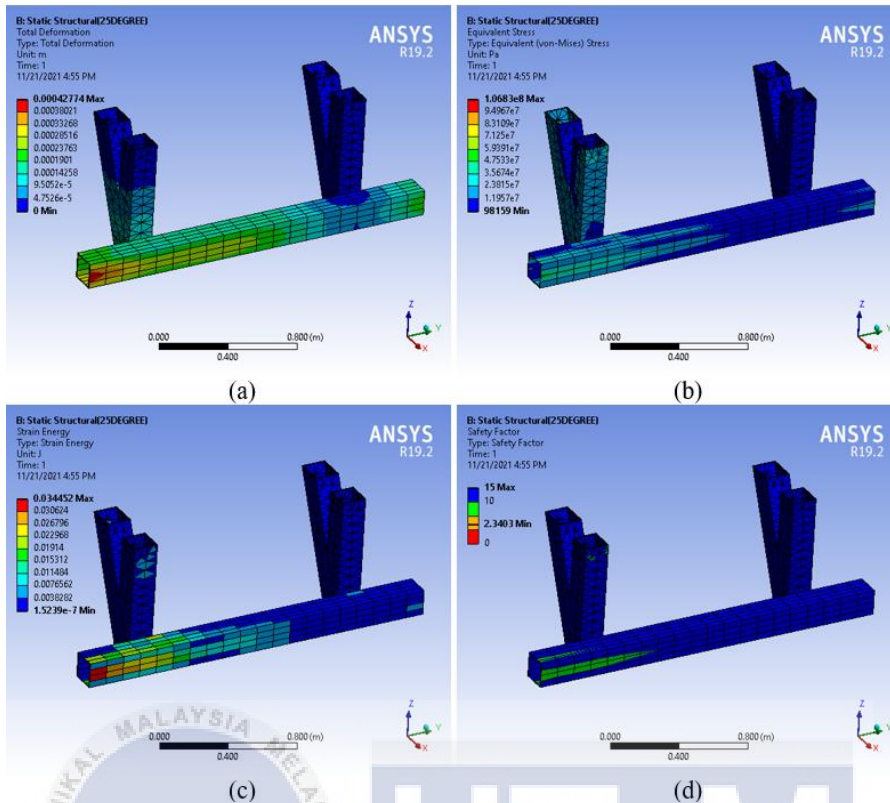 B: Static Structural(25DEGREE)
Total Deformation
Type: Total Deformation
Unit: m
Time: 1
11/21/2021 4:55 PM
ANSYS
R19.2
0.00042774 Max
0.00038021
0.00033268
0.00028516
0.00023763
0.0001901
0.00014258
9.5052e-5
4.7526e-5
0 Min
0.000
0.800 (m)
0.400
Z
Y
X
(a)
B: Static Structural(25DEGREE)
Equivalent Stress
Type: Equivalent (von-Mises) Stress
Unit: Pa
Time: 1
11/21/2021 4:55 PM
ANSYS
R19.2
1.0683e8 Max
9.4967e7
8.3109e7
7.125e7
5.9391e7
4.7533e7
3.5674e7
2.3815e7
1.1957e7
98159 Min
0.000
0.800 (m)
0.400
Z
Y
X
(b)
B: Static Structural(25DEGREE)
Strain Energy
Type: Strain Energy
Unit: J
Time: 1
11/21/2021 4:55 PM
ANSYS
R19.2
0.034452 Max
0.030624
0.026796
0.022968
0.01914
0.015312
0.011484
0.0076562
0.0038282
1.5239e-7 Min
0.000
0.800 (m)
0.400
Z
Y
X
(c)
B: Static Structural(25DEGREE)
Safety Factor
Type: Safety Factor
Time: 1
11/21/2021 4:55 PM
ANSYS
R19.2
15 Max
10
2.3403 Min
0
0.000
0.800 (m)
0.400
Z
Y
X
(d)
MALAYSIA